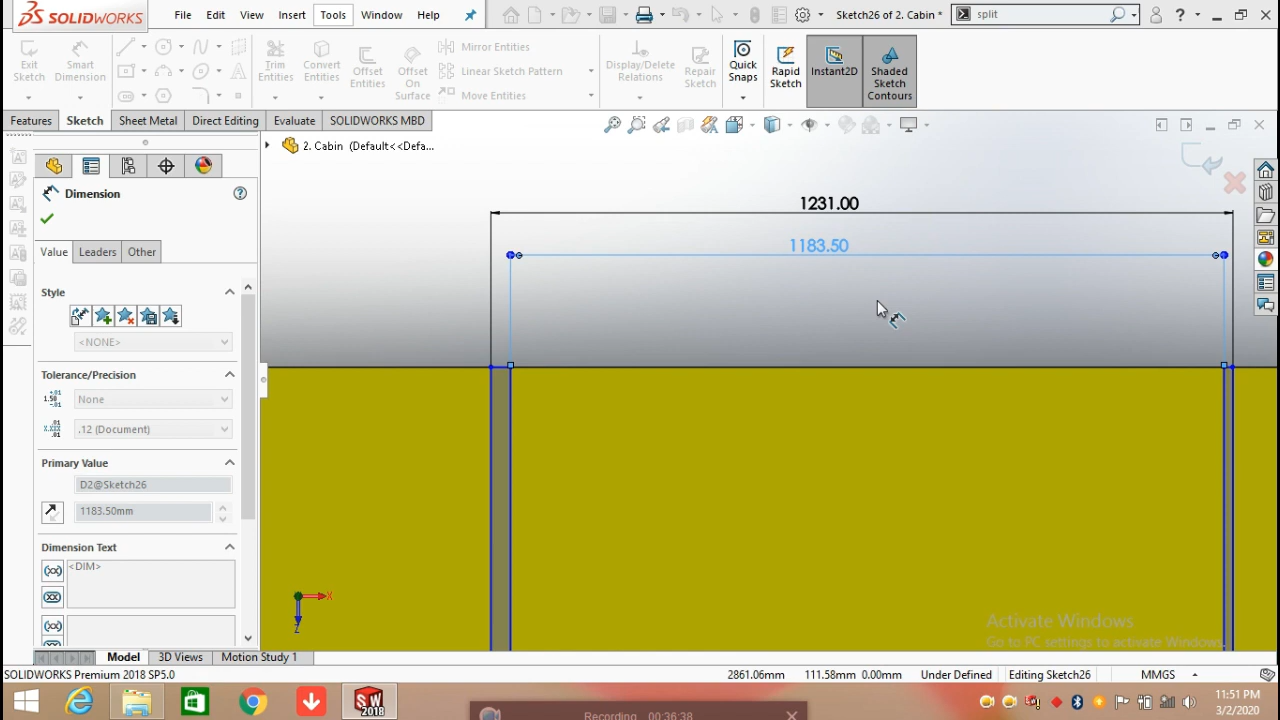 SOLIDWORKS
File Edit View Insert Tools Window Help
Sketch26 of 2. Cabin *
split
Exit Sketch
Smart Dimension
Trim Entities
Convert Entities
Offset Entities
Offset On Surface
Mirror Entities
Linear Sketch Pattern
Move Entities
Display/Delete Relations
Repair Sketch
Quick Snaps
Rapid Sketch
Instant2D
Shaded Sketch Contours
Features Sketch Sheet Metal Direct Editing Evaluate SOLIDWORKS MBD
2. Cabin (Default<<Defa...
Dimension
Value Leaders Other
Style
<NONE>
Tolerance/Precision
None
.12 (Document)
Primary Value
D2@Sketch26
1183.50mm
Dimension Text
<DIM>
1231.00
1183.50
X
Z
Activate Windows
Go to PC settings to activate Windows.
Model 3D Views Motion Study 1
SOLIDWORKS Premium 2018 SP5.0
2861.06mm 111.58mm 0.00mm Under Defined Editing Sketch26 MMGS
SW 2018
Recording 00:36:38
11:51 PM
3/2/2020